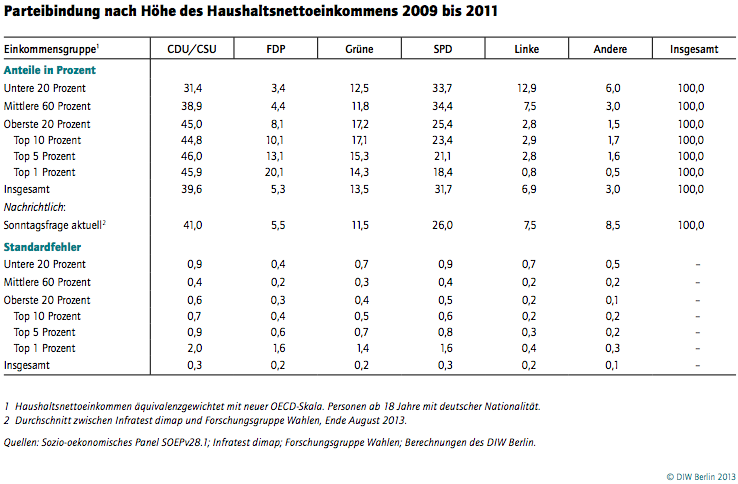 Parteibindung nach Höhe des Haushaltsnettoeinkommens 2009 bis 2011
Einkommensgruppe1 CDU/CSU FDP Grüne SPD Linke Andere Insgesamt
Anteile in Prozent
Untere 20 Prozent 31,4 3,4 12,5 33,7 12,9 6,0 100,0
Mittlere 60 Prozent 38,9 4,4 11,8 34,4 7,5 3,0 100,0
Oberste 20 Prozent 45,0 8,1 17,2 25,4 2,8 1,5 100,0
Top 10 Prozent 44,8 10,1 17,1 23,4 2,9 1,7 100,0
Top 5 Prozent 46,0 13,1 15,3 21,1 2,8 1,6 100,0
Top 1 Prozent 45,9 20,1 14,3 18,4 0,8 0,5 100,0
Insgesamt 39,6 5,3 13,5 31,7 6,9 3,0 100,0
Nachrichtlich:
Sonntagsfrage aktuell2 41,0 5,5 11,5 26,0 7,5 8,5 100,0
Standardfehler
Untere 20 Prozent 0,9 0,4 0,7 0,9 0,7 0,5 –
Mittlere 60 Prozent 0,4 0,2 0,3 0,4 0,2 0,2 –
Oberste 20 Prozent 0,6 0,3 0,4 0,5 0,2 0,1 –
Top 10 Prozent 0,7 0,4 0,5 0,6 0,2 0,2 –
Top 5 Prozent 0,9 0,6 0,7 0,8 0,3 0,2 –
Top 1 Prozent 2,0 1,6 1,4 1,6 0,4 0,3 –
Insgesamt 0,3 0,2 0,2 0,3 0,2 0,1 –
1 Haushaltsnettoeinkommen äquivalenzgewichtet mit neuer OECD-Skala. Personen ab 18 Jahre mit deutscher Nationalität.
2 Durchschnitt zwischen Infratest dimap und Forschungsgruppe Wahlen, Ende August 2013.
Quellen: Sozio-oekonomisches Panel SOEPv28.1; Infratest dimap; Forschungsgruppe Wahlen; Berechnungen des DIW Berlin.
© DIW Berlin 2013